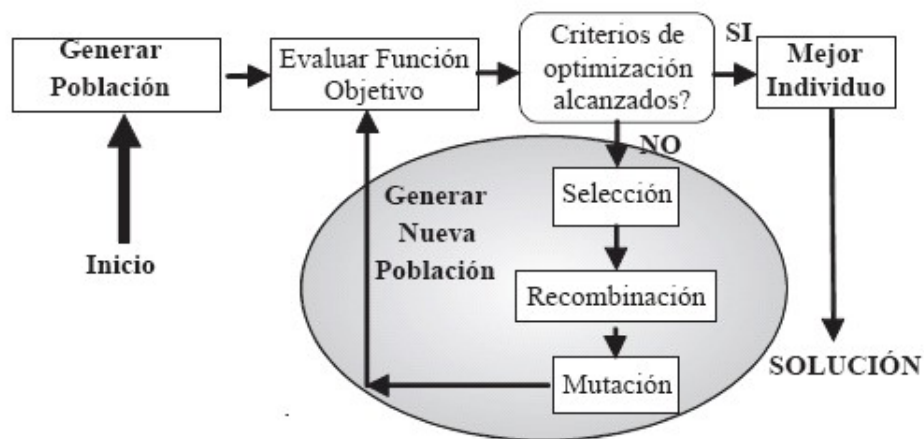 Generar
Población
Evaluar Función
Objetivo
Criterios de
optimización
alcanzados?
SI
Mejor
Individuo
NO
Selección
Generar
Nueva
Población
Inicio
Recombinación
Mutación
SOLUCIÓN